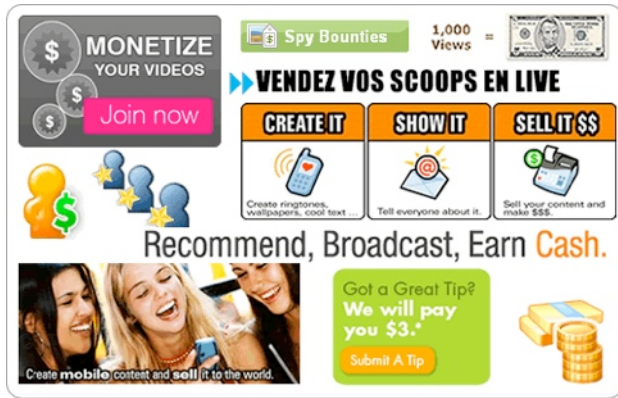 MONETIZE
YOUR VIDEOS
Join now
Spy Bounties
1,000
Views =
VENDEZ VOS SCOOPS EN LIVE
CREATE IT
Create ringtones,
wallpapers, cool text ...
SHOW IT
Tell everyone about it.
SELL IT $$
Sell your content and
make $$$.
Recommend, Broadcast, Earn Cash.
Create mobile content and sell it to the world.
Got a Great Tip?
We will pay
you $3.*
Submit A Tip